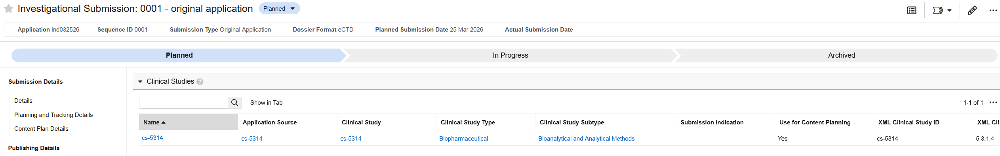 Investigational Submission: 0001 - original application Planned
Application ind032526 Sequence ID 0001 Submission Type Original Application Dossier Format eCTD Planned Submission Date 25 Mar 2026 Actual Submission Date
Planned In Progress Archived
Submission Details
Details
Planning and Tracking Details
Content Plan Details
Publishing Details
Clinical Studies ?
Show in Tab 1-1 of 1
Name Application Source Clinical Study Clinical Study Type Clinical Study Subtype Submission Indication Use for Content Planning XML Clinical Study ID XML Cli
cs-5314 cs-5314 cs-5314 Biopharmaceutical Bioanalytical and Analytical Methods Yes cs-5314 5.3.1.4